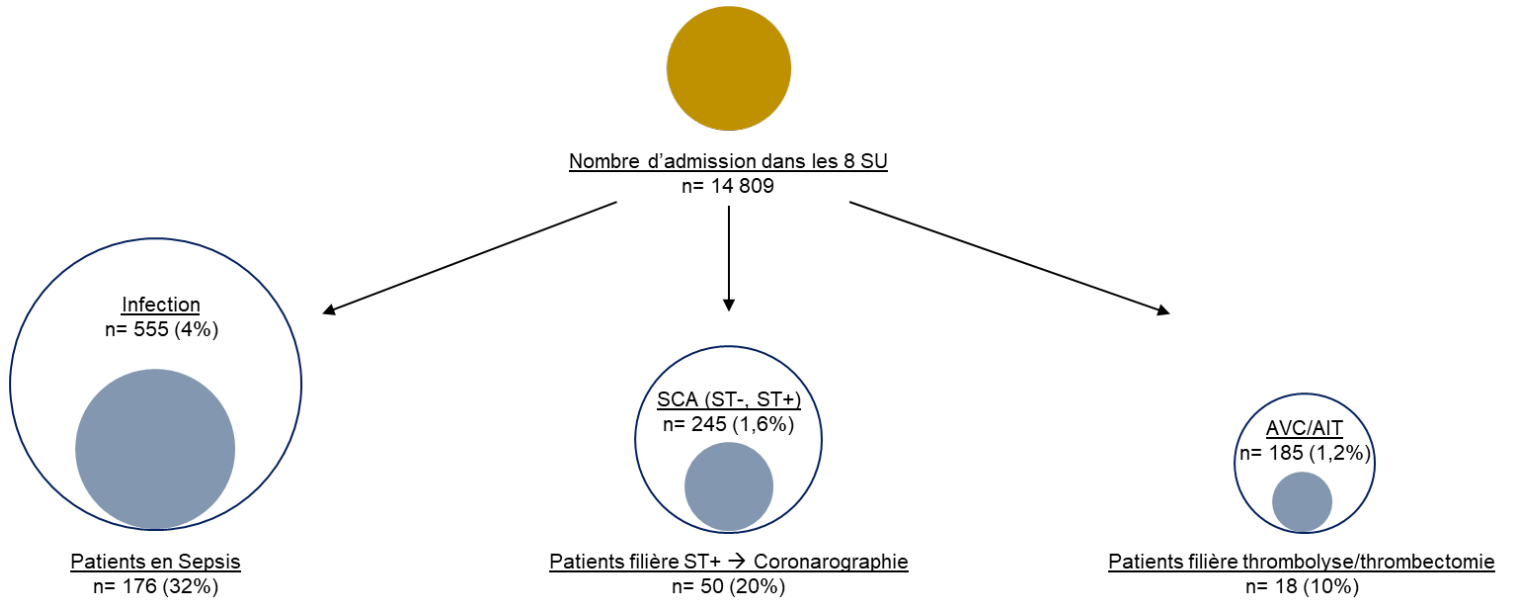 Nombre d'admission dans les 8 SU
n= 14 809
Infection
n= 555 (4%)
Patients en Sepsis
n= 176 (32%)
SCA (ST-, ST+)
n= 245 (1,6%)
Patients filière ST+ → Coronarographie
n= 50 (20%)
AVC/AIT
n= 185 (1,2%)
Patients filière thrombolyse/thrombectomie
n= 18 (10%)